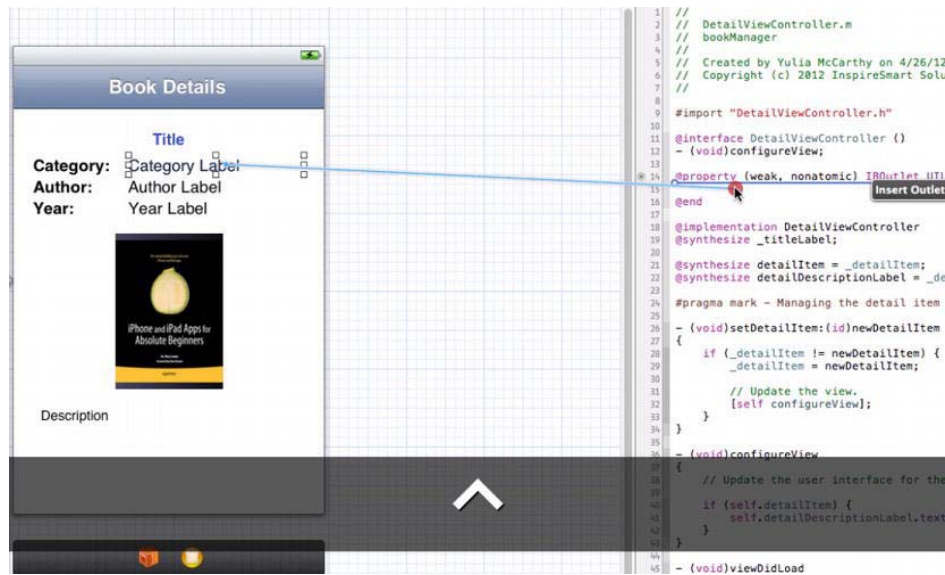 Book Details
Title
Category: Category Label
Author: Author Label
Year: Year Label
iPhone and iPad Apps for
Absolute Beginners
Description
1 //
2 // DetailViewController.m
3 // bookManager
4 //
5 // Created by Yulia McCarthy on 4/26/12
6 // Copyright (c) 2012 InspireSmart Solu
7 //
8
9 #import "DetailViewController.h"
10
11 @interface DetailViewController ()
12 - (void)configureView;
13
14 @property (weak, nonatomic) IBOutlet UIL
Insert Outlet
15
16 @end
17
18 @implementation DetailViewController
19 @synthesize _titleLabel;
20
21 @synthesize detailItem = _detailItem;
22 @synthesize detailDescriptionLabel = _de
23
24 #pragma mark - Managing the detail item
25
26 - (void)setDetailItem:(id)newDetailItem
27 {
28 if (_detailItem != newDetailItem) {
29 _detailItem = newDetailItem;
30
31 // Update the view.
32 [self configureView];
33 }
34 }
35
36 - (void)configureView
37 {
38 // Update the user interface for the
39
40 if (self.detailItem) {
41 self.detailDescriptionLabel.text
42 }
43 }
44
45 - (void)viewDidLoad